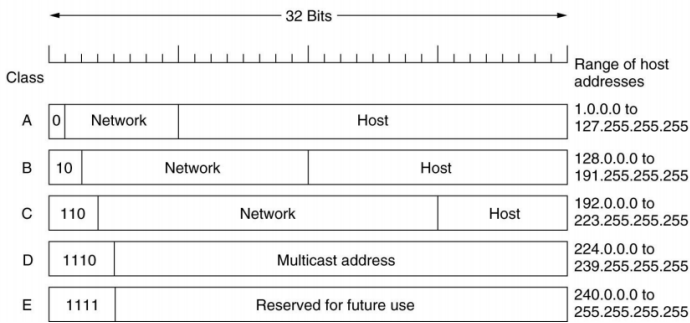 32 Bits
Range of host
addresses
Class
A 0 Network Host 1.0.0.0 to
127.255.255.255
B 10 Network Host 128.0.0.0 to
191.255.255.255
C 110 Network Host 192.0.0.0 to
223.255.255.255
D 1110 Multicast address 224.0.0.0 to
239.255.255.255
E 1111 Reserved for future use 240.0.0.0 to
255.255.255.255